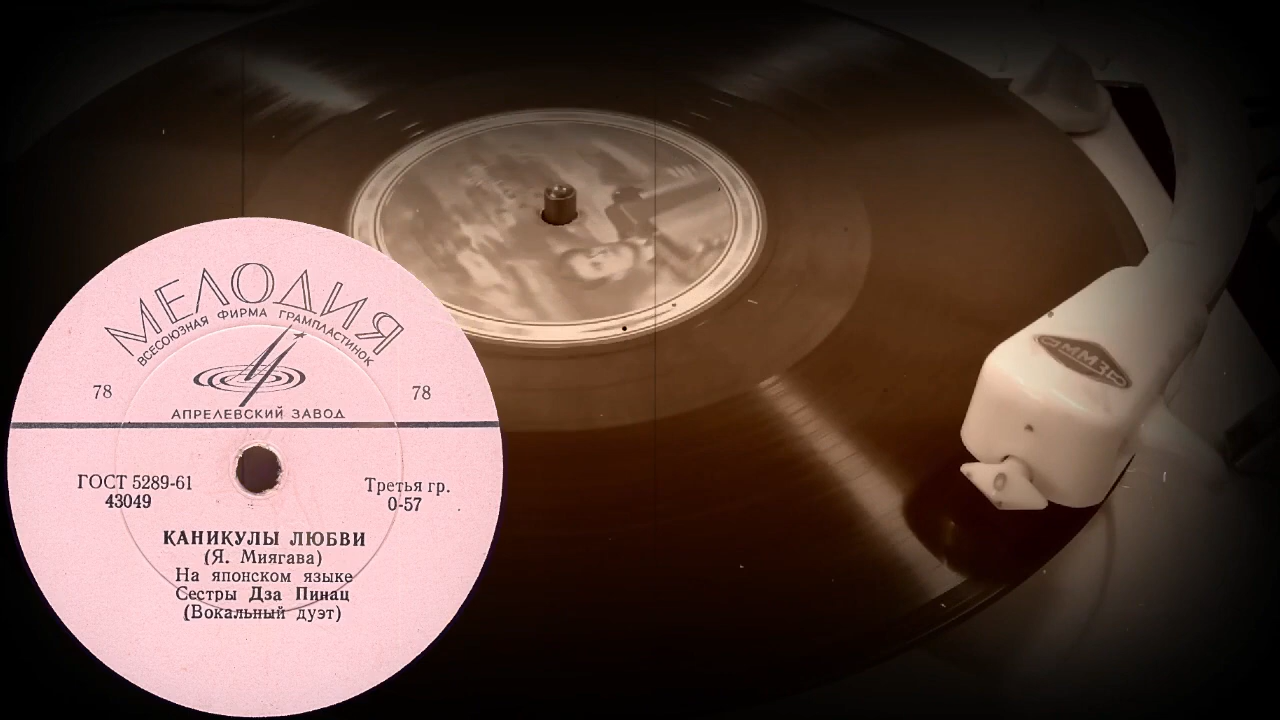 МЕЛОДИЯ
ВСЕСОЮЗНАЯ ФИРМА ГРАМПЛАСТИНОК
78 78
АПРЕЛЕВСКИЙ ЗАВОД
ГОСТ 5289-61 Третья гр.
43049 0-57
КАНИКУЛЫ ЛЮБВИ
(Я. Миягава)
На японском языке
Сестры Дза Пинац
(Вокальный дуэт)
ММЗ